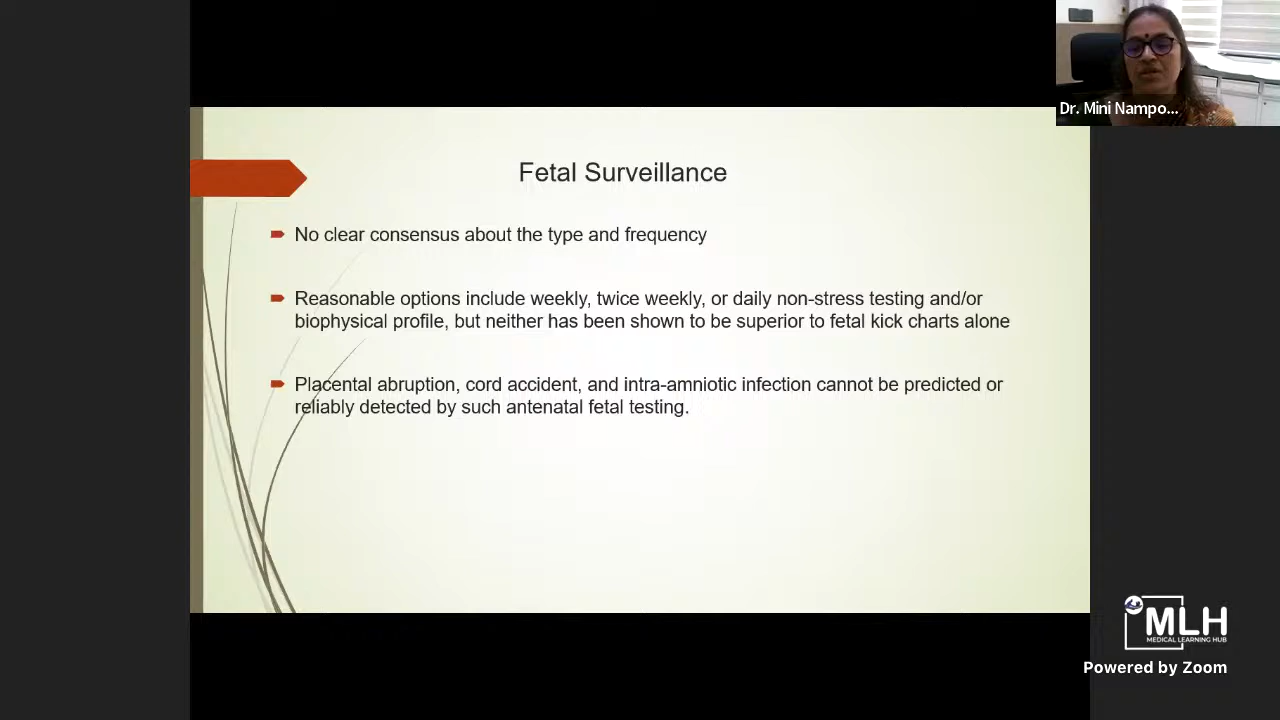 Dr. Mini Nampo...
Fetal Surveillance
No clear consensus about the type and frequency
Reasonable options include weekly, twice weekly, or daily non-stress testing and/or
biophysical profile, but neither has been shown to be superior to fetal kick charts alone
Placental abruption, cord accident, and intra-amniotic infection cannot be predicted or
reliably detected by such antenatal fetal testing.
MLH
MEDICAL LEARNING HUB
Powered by Zoom